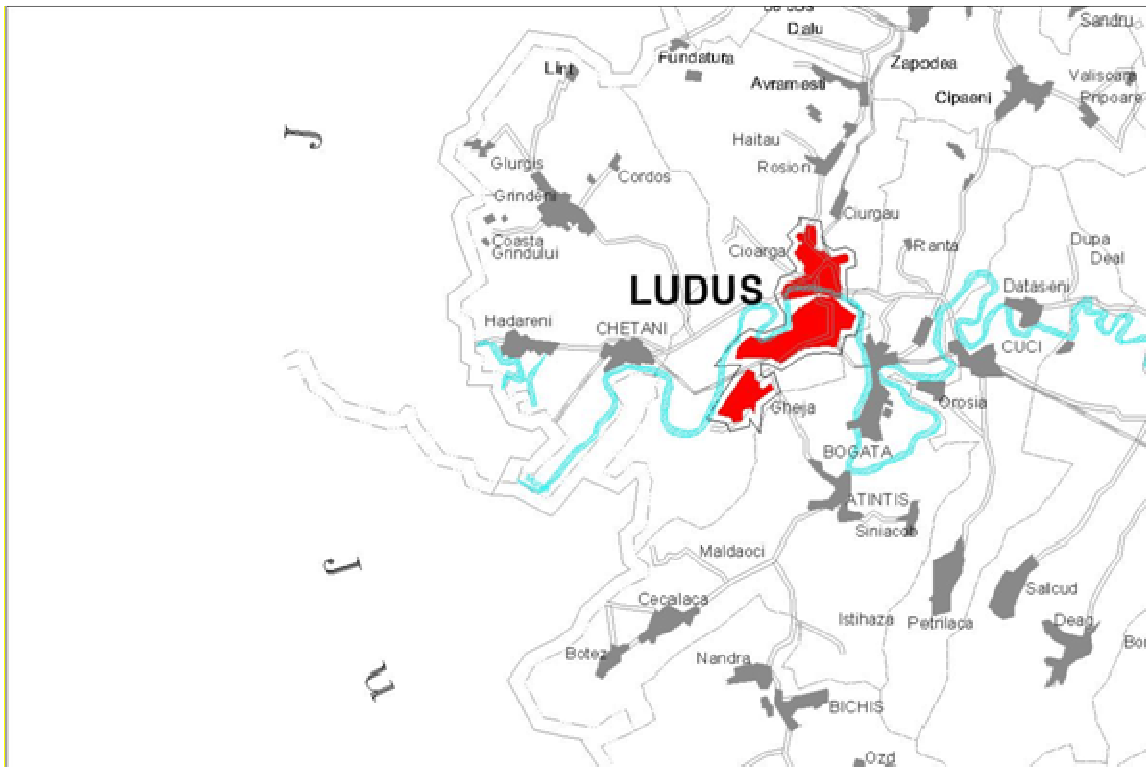 Sandru
Dalu
Fundatura
Zapodea
Lint
Valisoara
Avramesti
Cipaeni
Pripoare
J
Haitau
Glurgis
Rosion
Cordos
Grindeni
Ciurgau
Coasta
Grindului
Cioarga
Ranta
Dupa
Deal
LUDUS
Dataseni
Hadareni
CHETANI
CUCI
Gheja
Orosia
BOGATA
ATINTIS
Siniacob
Maldaoci
J
Cecalaca
Istihaza
Petrilaca
Salcud
Deag
Botez
Nandra
u
BICHIS
Ozd